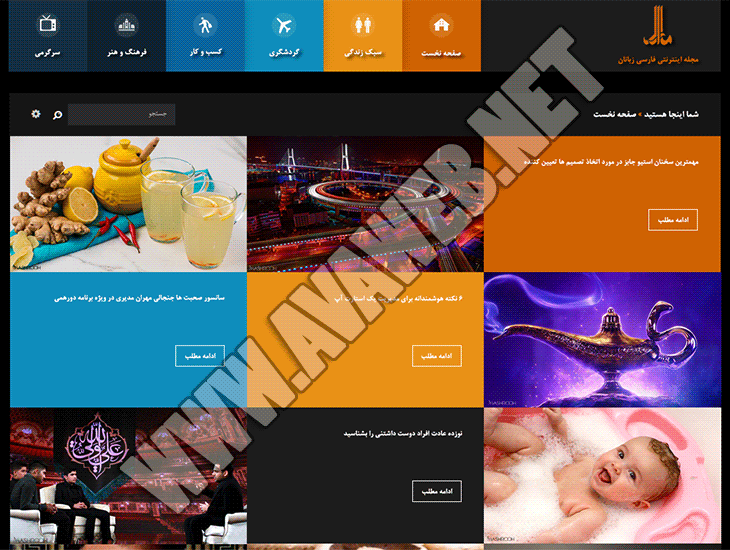 مجله اینترنتی فارسی زبانان
صفحه نخست
سبک زندگی
گردشگری
کسب و کار
فرهنگ و هنر
سرگرمی
شما اینجا هستید » صفحه نخست
جستجو
مهمترین سخنان استیو جابز در مورد اتخاذ تصمیم ها تعیین کننده
ادامه مطلب
۶ نکته هوشمندانه برای مدیریت یک استارت آپ
ادامه مطلب
سانسور صحبت ها جنجالی مهران مدیری در ویژه برنامه دورهمی
ادامه مطلب
نوزده عادت افراد دوست داشتنی را بشناسید
ادامه مطلب
WWW.AVAWEB.NET